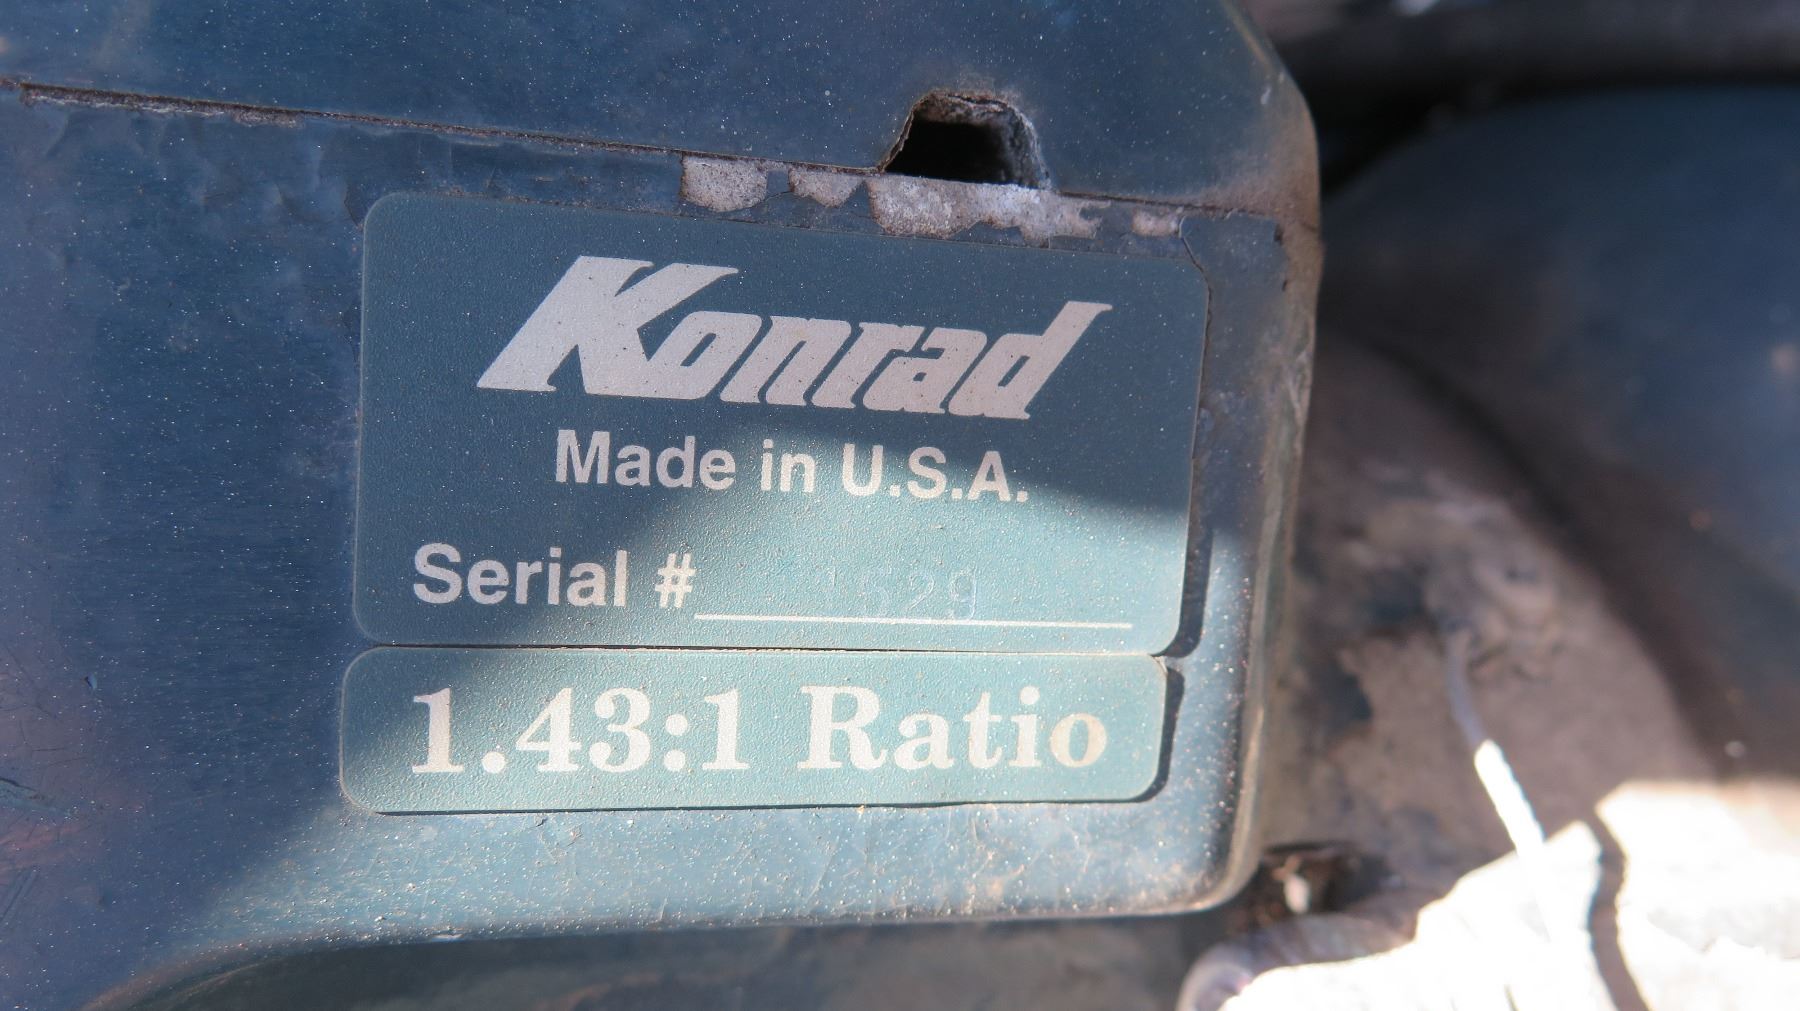 Konrad
Made in U.S.A.
Serial #
1.43:1 Ratio